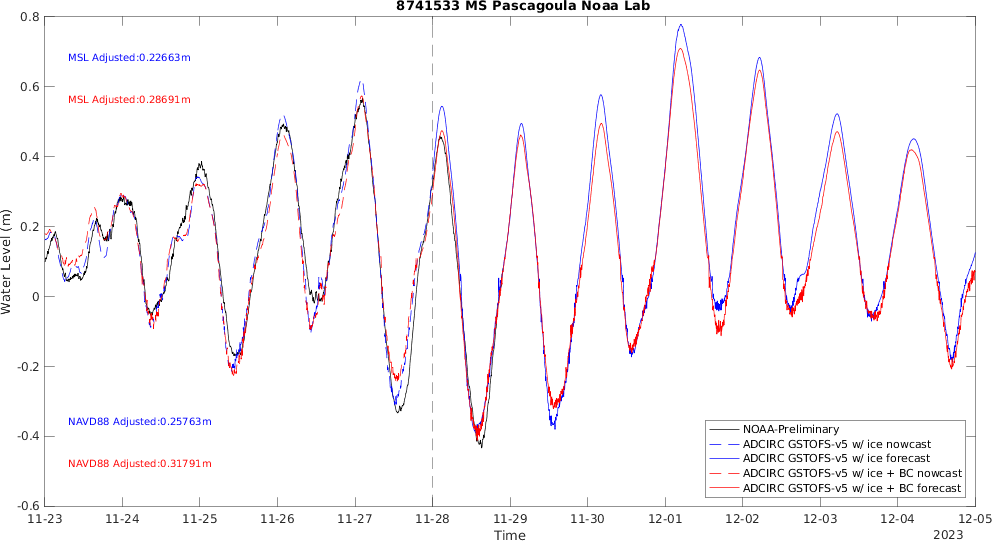 8741533 MS Pascagoula Noaa Lab
0.8
0.6
0.4
0.2
0
-0.2
-0.4
-0.6
Water Level (m)
MSL Adjusted:0.22663m
MSL Adjusted:0.28691m
NAVD88 Adjusted:0.25763m
NAVD88 Adjusted:0.31791m
NOAA-Preliminary
ADCIRC GSTOFS-v5 w/ ice nowcast
ADCIRC GSTOFS-v5 w/ ice forecast
ADCIRC GSTOFS-v5 w/ ice + BC nowcast
ADCIRC GSTOFS-v5 w/ ice + BC forecast
11-23 11-24 11-25 11-26 11-27 11-28 11-29 11-30 12-01 12-02 12-03 12-04 12-05
Time
2023